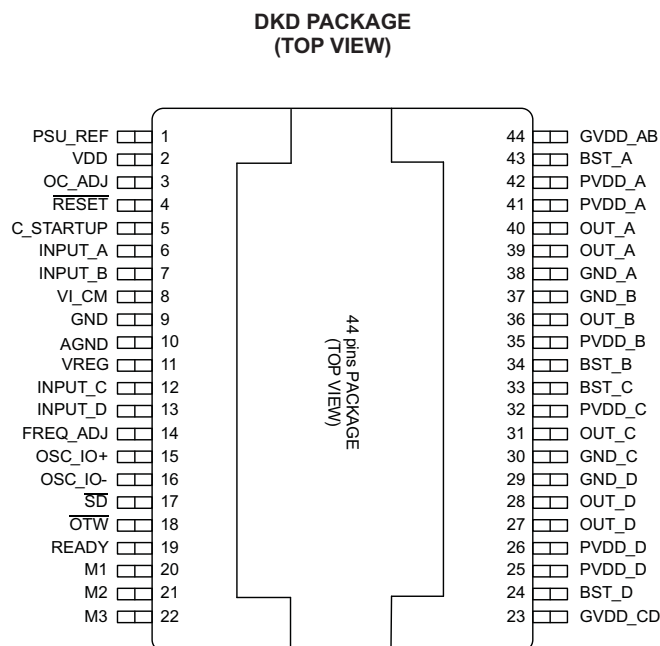 DKD PACKAGE
(TOP VIEW)
PSU_REF 1
VDD 2
OC_ADJ 3
RESET 4
C_STARTUP 5
INPUT_A 6
INPUT_B 7
VI_CM 8
GND 9
AGND 10
VREG 11
INPUT_C 12
INPUT_D 13
FREQ_ADJ 14
OSC_IO+ 15
OSC_IO- 16
SD 17
OTW 18
READY 19
M1 20
M2 21
M3 22
44 pins PACKAGE
(TOP VIEW)
44 GVDD_AB
43 BST_A
42 PVDD_A
41 PVDD_A
40 OUT_A
39 OUT_A
38 GND_A
37 GND_B
36 OUT_B
35 PVDD_B
34 BST_B
33 BST_C
32 PVDD_C
31 OUT_C
30 GND_C
29 GND_D
28 OUT_D
27 OUT_D
26 PVDD_D
25 PVDD_D
24 BST_D
23 GVDD_CD